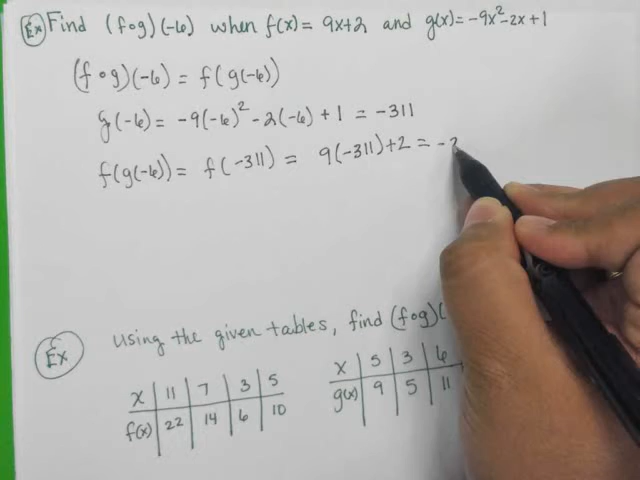 Ex Find (f∘g)(-6) when f(x) = 9x+2 and g(x) = -9x²-2x+1
(f∘g)(-6) = f(g(-6))
g(-6) = -9(-6)² - 2(-6) + 1 = -311
f(g(-6)) = f(-311) = 9(-311)+2 = -2
Ex Using the given tables, find (f∘g)(
x 11 7 3 5
f(x) 22 14 6 10
x 5 3 6
g(x) 9 5 11